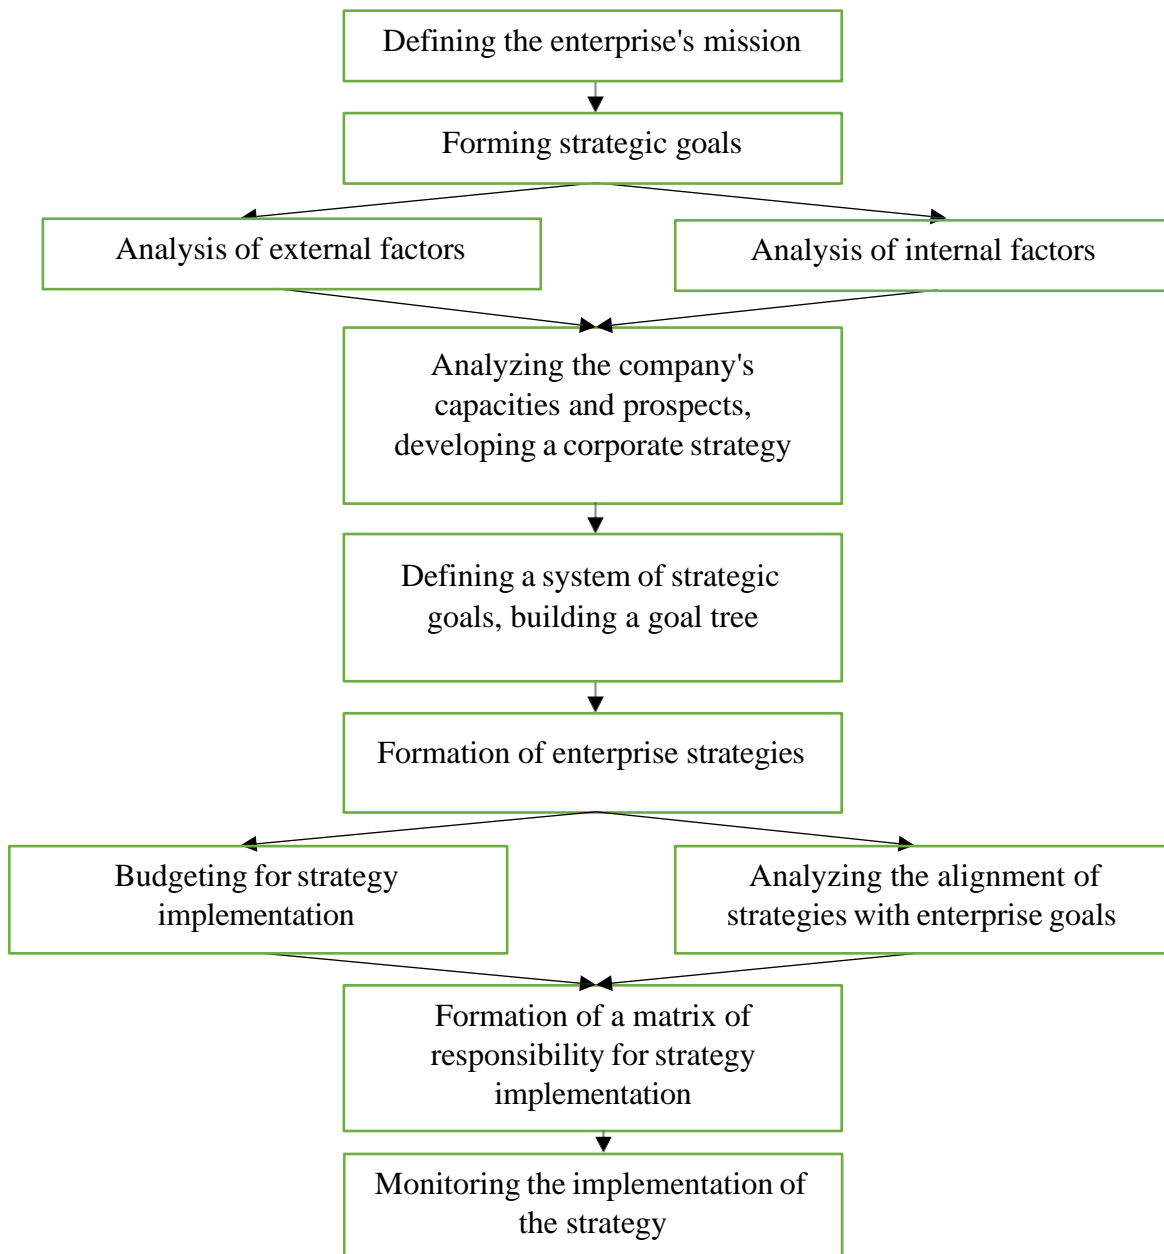 Defining the enterprise's mission
Forming strategic goals
Analysis of external factors
Analysis of internal factors
Analyzing the company's
capacities and prospects,
developing a corporate strategy
Defining a system of strategic
goals, building a goal tree
Formation of enterprise strategies
Budgeting for strategy
implementation
Analyzing the alignment of
strategies with enterprise goals
Formation of a matrix of
responsibility for strategy
implementation
Monitoring the implementation of
the strategy